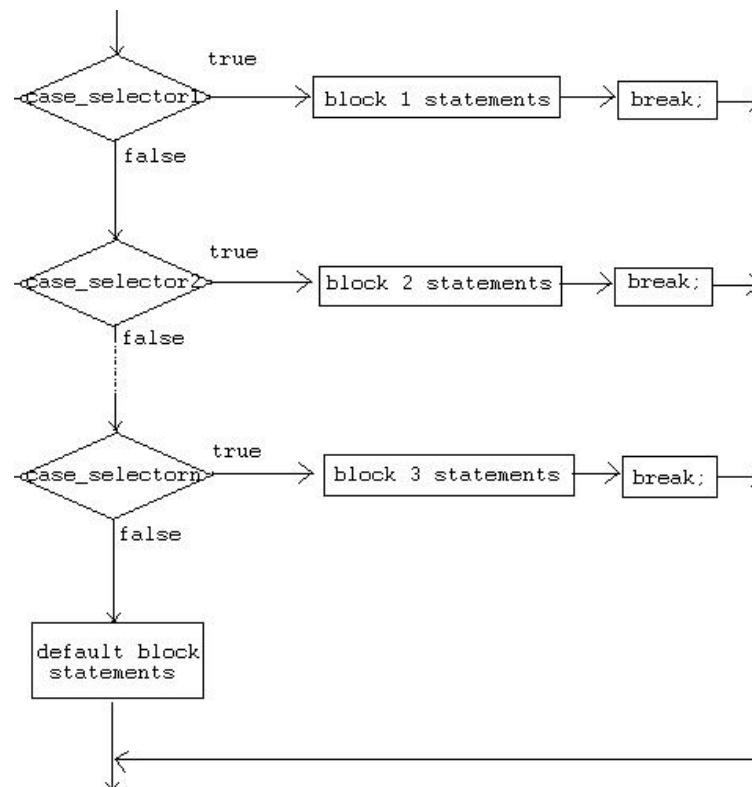 true
case_selector1
block 1 statements
break;
false
true
case_selector2
block 2 statements
break;
false
true
case_selectorn
block 3 statements
break;
false
default block
statements